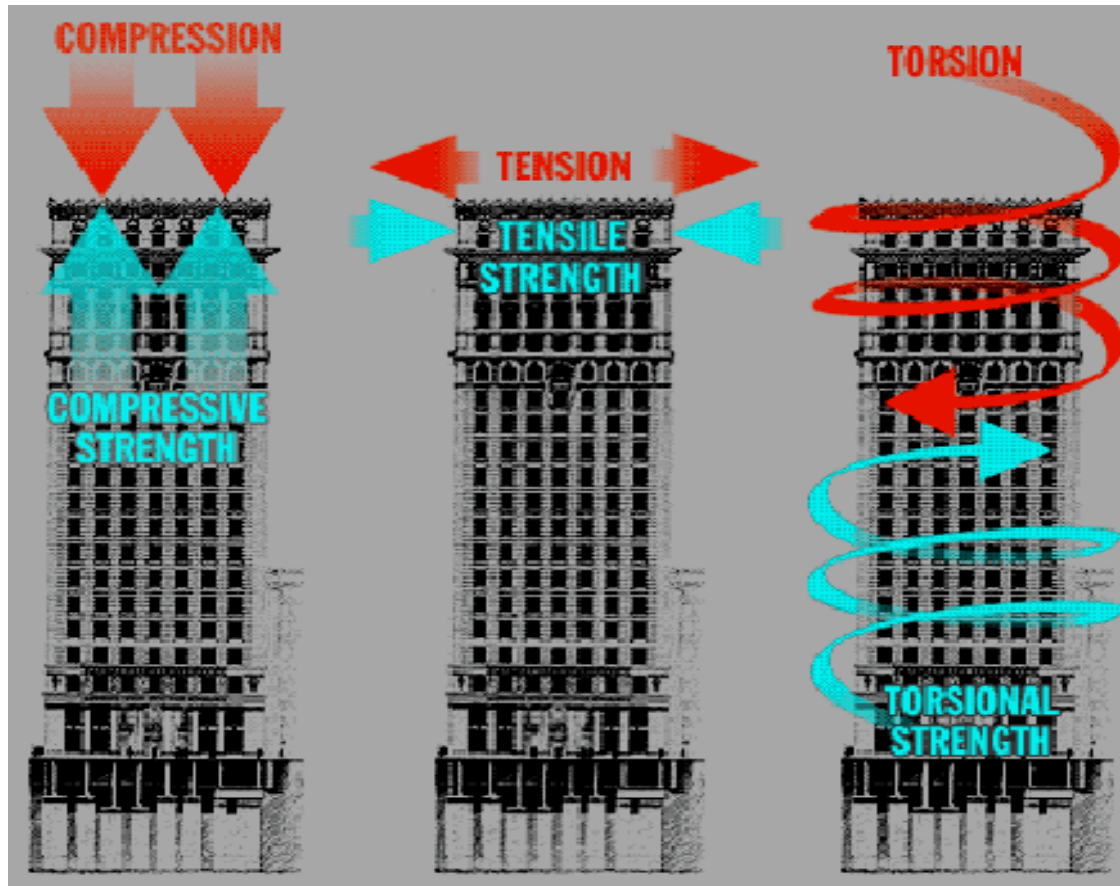 COMPRESSION
COMPRESSIVE
STRENGTH
TENSION
TENSILE
STRENGTH
TORSION
TORSIONAL
STRENGTH